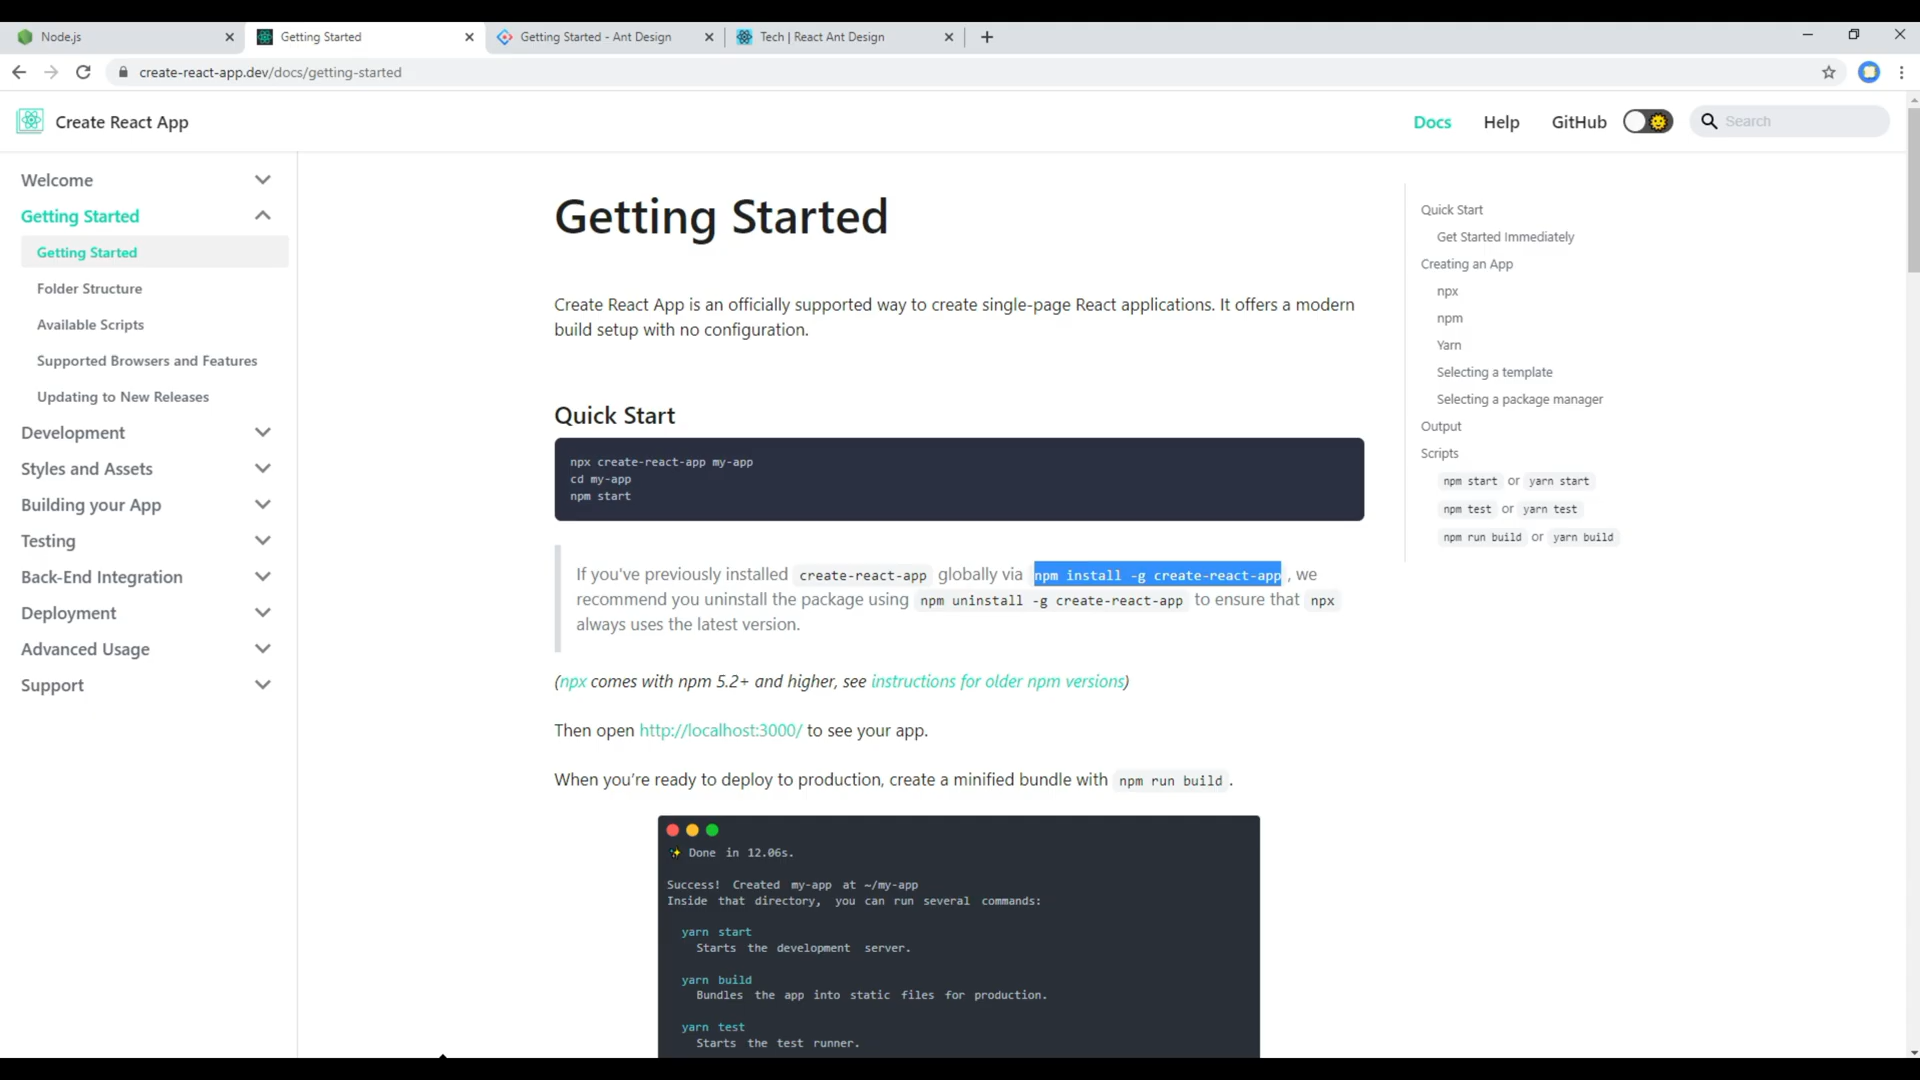 Node.js
Getting Started
Getting Started - Ant Design
Tech | React Ant Design
create-react-app.dev/docs/getting-started
Create React App
Docs
Help
GitHub
Search
Welcome
Getting Started
Getting Started
Folder Structure
Available Scripts
Supported Browsers and Features
Updating to New Releases
Development
Styles and Assets
Building your App
Testing
Back-End Integration
Deployment
Advanced Usage
Support
Getting Started
Create React App is an officially supported way to create single-page React applications. It offers a modern
build setup with no configuration.
Quick Start
npx create-react-app my-app
cd my-app
npm start
If you've previously installed create-react-app globally via npm install -g create-react-app, we
recommend you uninstall the package using npm uninstall -g create-react-app to ensure that npx
always uses the latest version.
(npx comes with npm 5.2+ and higher, see instructions for older npm versions)
Then open http://localhost:3000/ to see your app.
When you’re ready to deploy to production, create a minified bundle with npm run build.
Done in 12.06s.
Success! Created my-app at ~/my-app
Inside that directory, you can run several commands:
yarn start
Starts the development server.
yarn build
Bundles the app into static files for production.
yarn test
Starts the test runner.
Quick Start
Get Started Immediately
Creating an App
npx
npm
Yarn
Selecting a template
Selecting a package manager
Output
Scripts
npm start or yarn start
npm test or yarn test
npm run build or yarn build